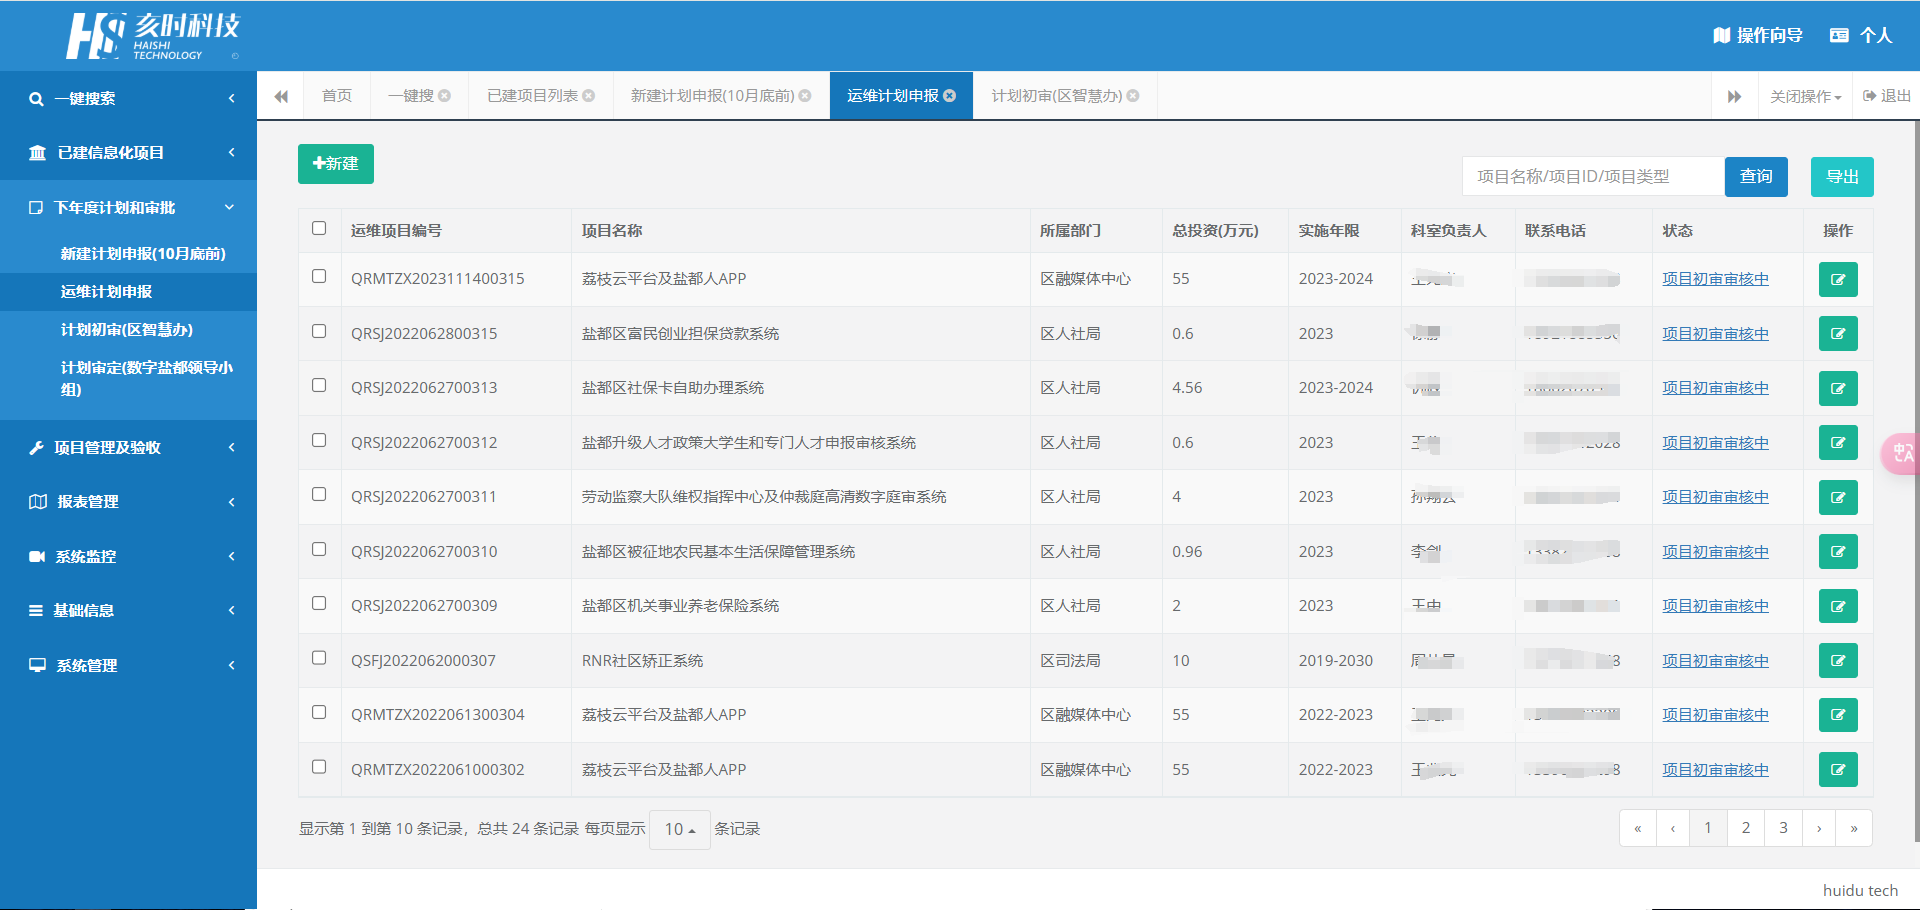 HS 亥时科技
HAISHI
TECHNOLOGY
操作向导 个人
一键搜索
已建信息化项目
下年度计划和审批
新建计划申报(10月底前)
运维计划申报
计划初审(区智慧办)
计划审定(数字盐都领导小
组)
项目管理及验收
报表管理
系统监控
基础信息
系统管理
首页 一键搜 已建项目列表 新建计划申报(10月底前) 运维计划申报 计划初审(区智慧办) 关闭操作 退出
新建
项目名称/项目ID/项目类型 查询 导出
运维项目编号 项目名称 所属部门 总投资(万元) 实施年限 科室负责人 联系电话 状态 操作
QRMTZX2023111400315 荔枝云平台及盐都人APP 区融媒体中心 55 2023-2024 项目初审审核中
QRSJ2022062800315 盐都区富民创业担保贷款系统 区人社局 0.6 2023 项目初审审核中
QRSJ2022062700313 盐都区社保卡自助办理系统 区人社局 4.56 2023-2024 项目初审审核中
QRSJ2022062700312 盐都升级人才政策大学生和专门人才申报审核系统 区人社局 0.6 2023 项目初审审核中
QRSJ2022062700311 劳动监察大队维权指挥中心及仲裁庭高清数字庭审系统 区人社局 4 2023 项目初审审核中
QRSJ2022062700310 盐都区被征地农民基本生活保障管理系统 区人社局 0.96 2023 项目初审审核中
QRSJ2022062700309 盐都区机关事业养老保险系统 区人社局 2 2023 项目初审审核中
QSFJ2022062000307 RNR社区矫正系统 区司法局 10 2019-2030 项目初审审核中
QRMTZX2022061300304 荔枝云平台及盐都人APP 区融媒体中心 55 2022-2023 项目初审审核中
QRMTZX2022061000302 荔枝云平台及盐都人APP 区融媒体中心 55 2022-2023 项目初审审核中
显示第 1 到第 10 条记录，总共 24 条记录 每页显示 10 条记录
« ‹ 1 2 3 › »
huidu tech